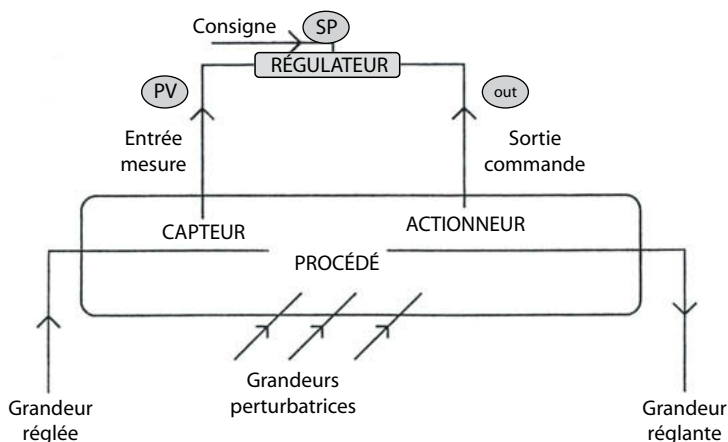 Consigne
SP
RÉGULATEUR
PV
out
Entrée
mesure
Sortie
commande
CAPTEUR
ACTIONNEUR
PROCÉDÉ
Grandeurs
perturbatrices
Grandeur
réglée
Grandeur
réglante